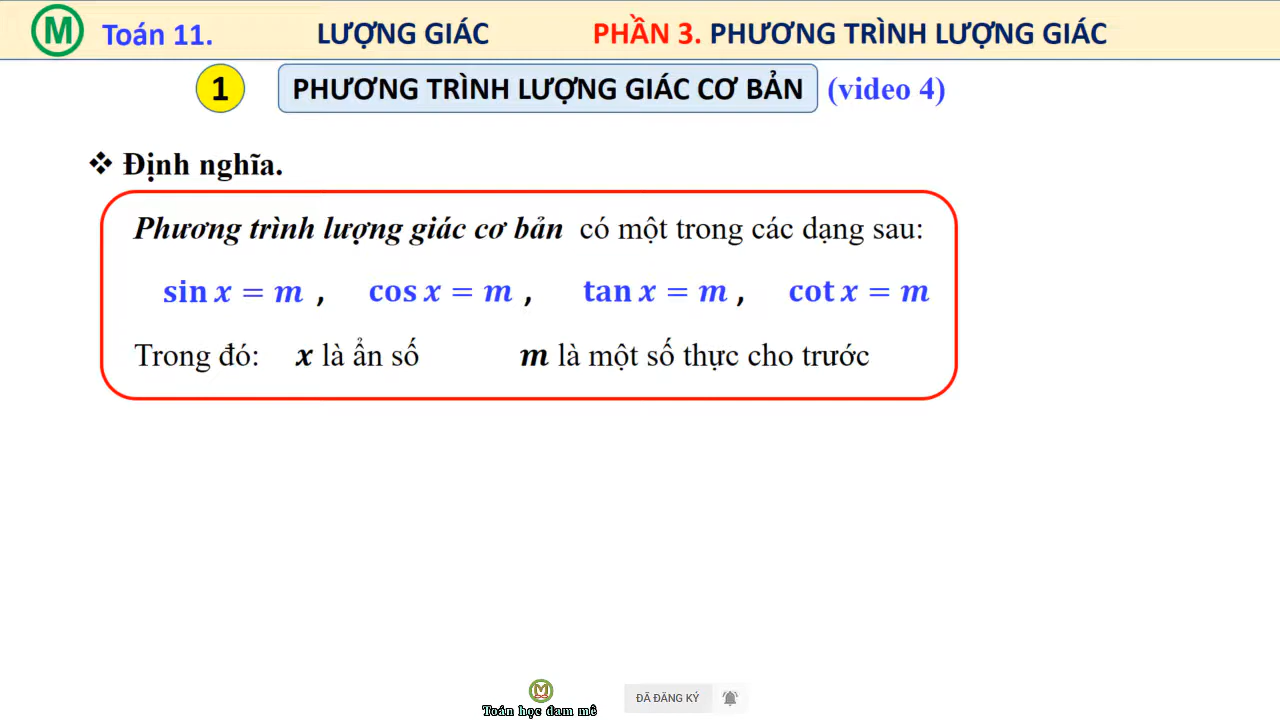 M Toán 11. LƯỢNG GIÁC PHẦN 3. PHƯƠNG TRÌNH LƯỢNG GIÁC
1 PHƯƠNG TRÌNH LƯỢNG GIÁC CƠ BẢN (video 4)
❖ Định nghĩa.
Phương trình lượng giác cơ bản có một trong các dạng sau:
sin x = m , cos x = m , tan x = m , cot x = m
Trong đó: x là ẩn số m là một số thực cho trước
M
Toán học đam mê
ĐÃ ĐĂNG KÝ